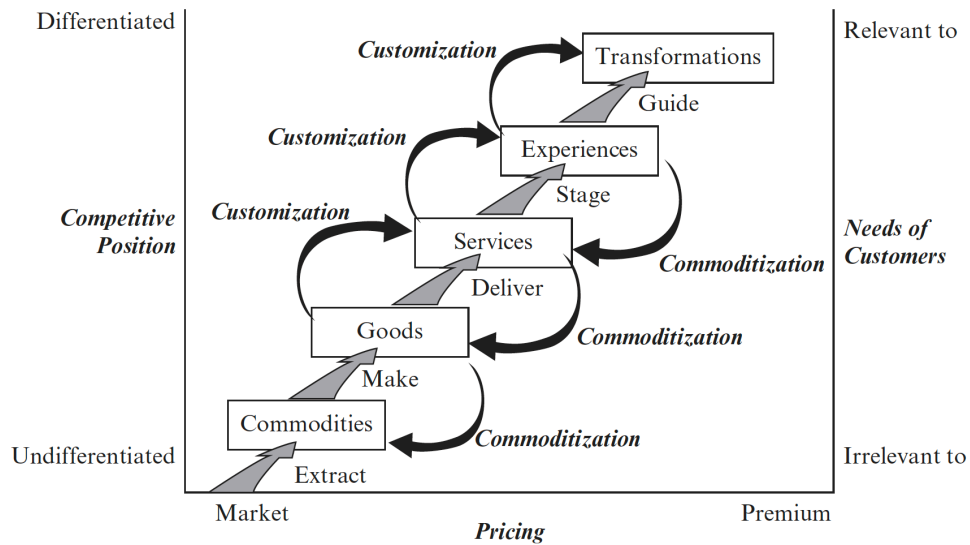 Differentiated
Relevant to
Customization
Transformations
Guide
Customization
Experiences
Stage
Competitive
Position
Customization
Services
Needs of
Customers
Commoditization
Deliver
Goods
Commoditization
Make
Commodities
Commoditization
Undifferentiated
Irrelevant to
Extract
Market
Premium
Pricing